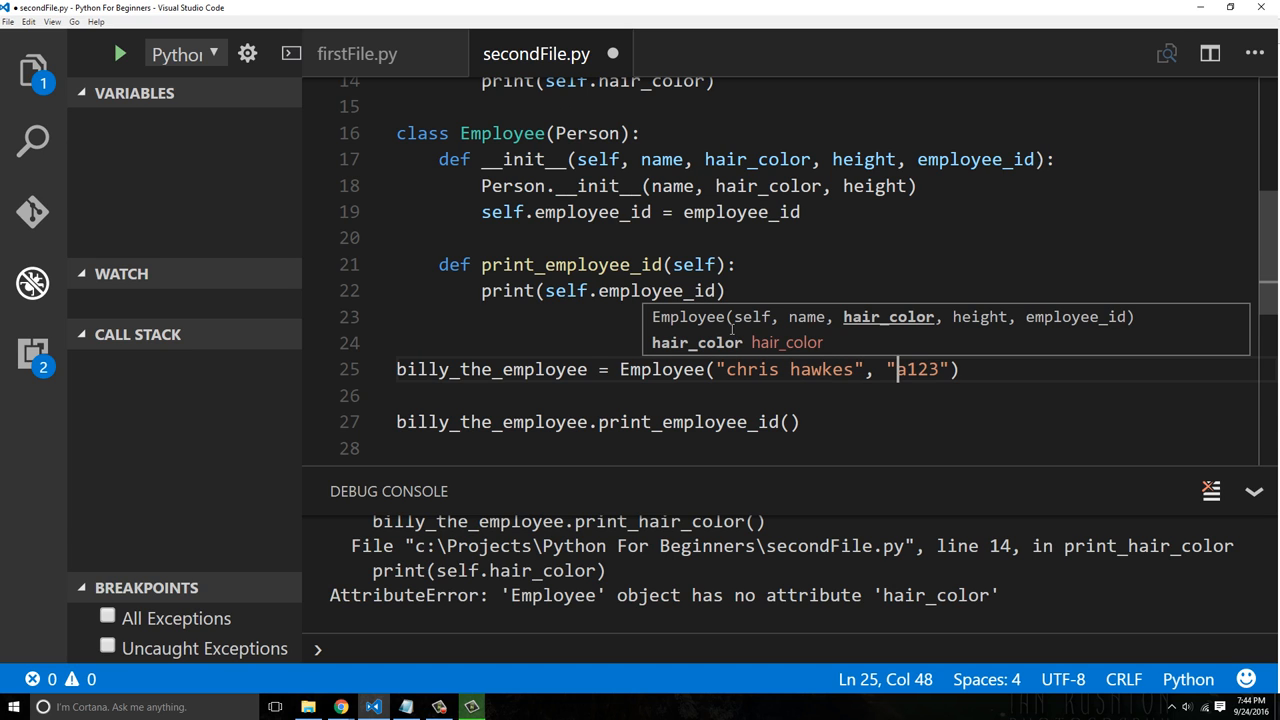 ● secondFile.py - Python For Beginners - Visual Studio Code
File Edit View Go Help
Pythor
firstFile.py
secondFile.py ●
1
VARIABLES
WATCH
CALL STACK
2
BREAKPOINTS
All Exceptions
Uncaught Exceptions
14 print(self.hair_color)
15
16 class Employee(Person):
17 def __init__(self, name, hair_color, height, employee_id):
18 Person.__init__(name, hair_color, height)
19 self.employee_id = employee_id
20
21 def print_employee_id(self):
22 print(self.employee_id)
23
24
Employee(self, name, hair_color, height, employee_id)
hair_color hair_color
25 billy_the_employee = Employee("chris hawkes", "a123")
26
27 billy_the_employee.print_employee_id()
28
DEBUG CONSOLE
billy_the_employee.print_hair_color()
File "c:\Projects\Python For Beginners\secondFile.py", line 14, in print_hair_color
print(self.hair_color)
AttributeError: 'Employee' object has no attribute 'hair_color'
0 0
Ln 25, Col 48 Spaces: 4 UTF-8 CRLF Python
I'm Cortana. Ask me anything.
7:44 PM
9/24/2016